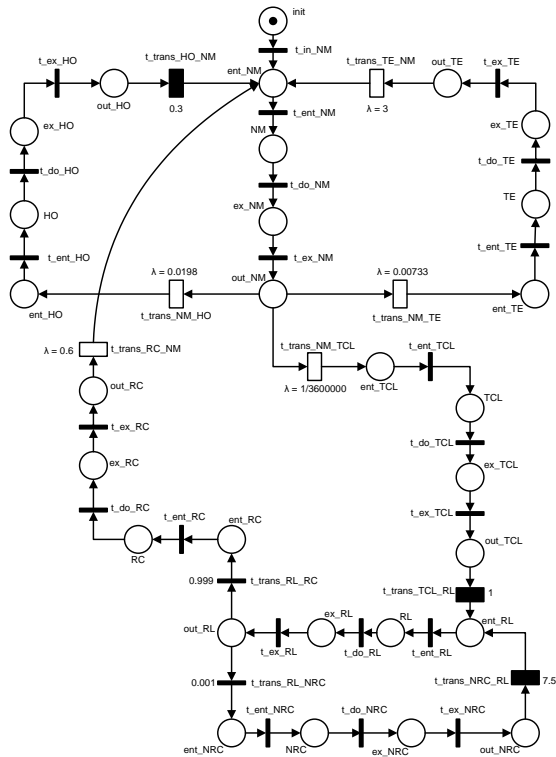 init
t_in_NM
t_ex_HO
t_trans_HO_NM
ent_NM
t_trans_TE_NM
out_TE
t_ex_TE
out_HO
0.3
λ = 3
t_ent_NM
ex_HO
NM
ex_TE
t_do_HO
t_do_NM
t_do_TE
HO
ex_NM
TE
t_ent_HO
t_ex_NM
t_ent_TE
out_NM
λ = 0.0198
λ = 0.00733
ent_HO
t_trans_NM_HO
t_trans_NM_TE
ent_TE
λ = 0.6
t_trans_RC_NM
t_trans_NM_TCL
t_ent_TCL
out_RC
λ = 1/3600000
ent_TCL
TCL
t_ex_RC
t_do_TCL
ex_RC
ex_TCL
t_do_RC
t_ex_TCL
t_ent_RC
ent_RC
out_TCL
RC
0.999
t_trans_RL_RC
t_trans_TCL_RL
1
out_RL
ex_RL
RL
ent_RL
t_ex_RL
t_do_RL
t_ent_RL
0.001
t_trans_RL_NRC
t_trans_NRC_RL
7.5
t_ent_NRC
t_do_NRC
t_ex_NRC
ent_NRC
NRC
ex_NRC
out_NRC